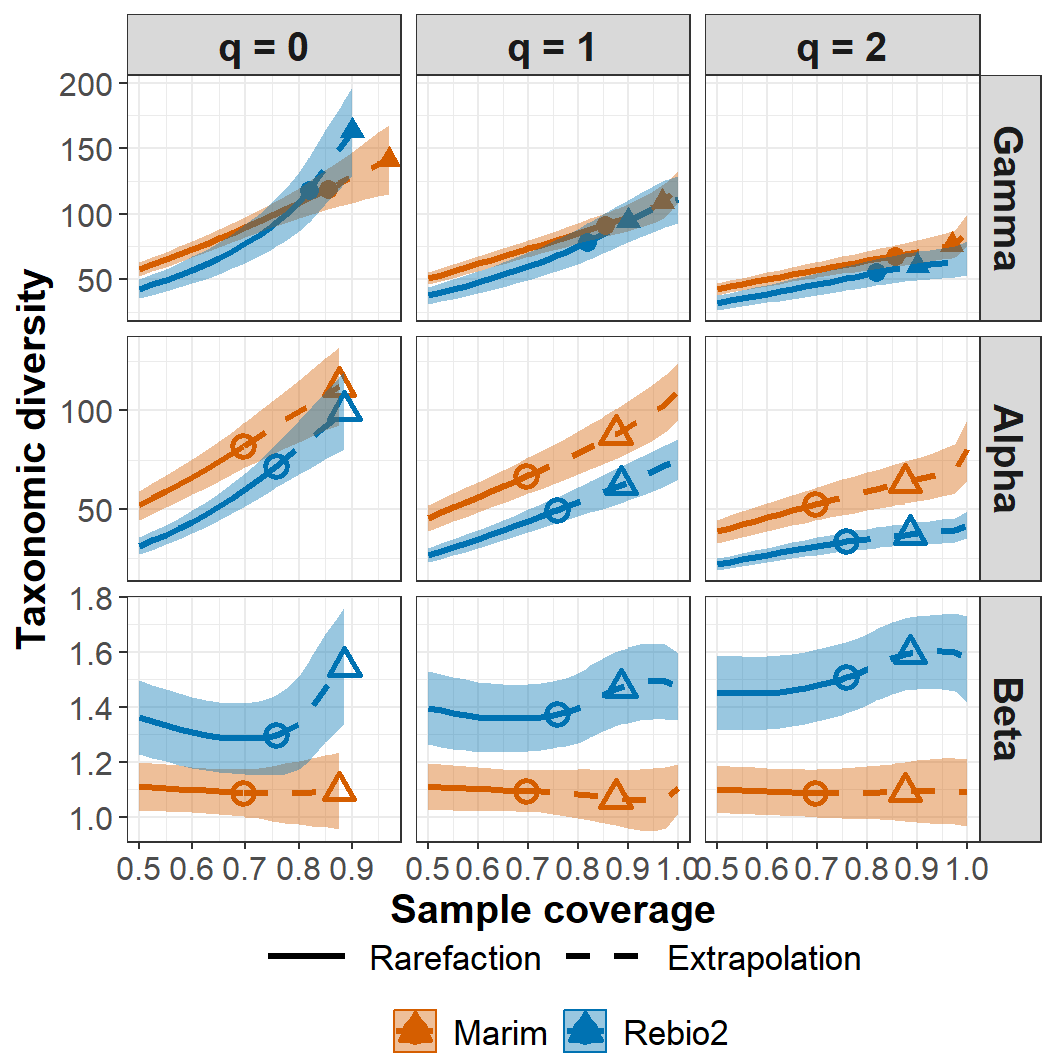 q = 0 q = 1 q = 2
200
150
100
50
Gamma
100
50
Alpha
1.8
1.6
1.4
1.2
1.0
Beta
Taxonomic diversity
0.5 0.6 0.7 0.8 0.9 0.5 0.6 0.7 0.8 0.9 1.0 0.5 0.6 0.7 0.8 0.9 1.0
Sample coverage
Rarefaction Extrapolation
Marim Rebio2